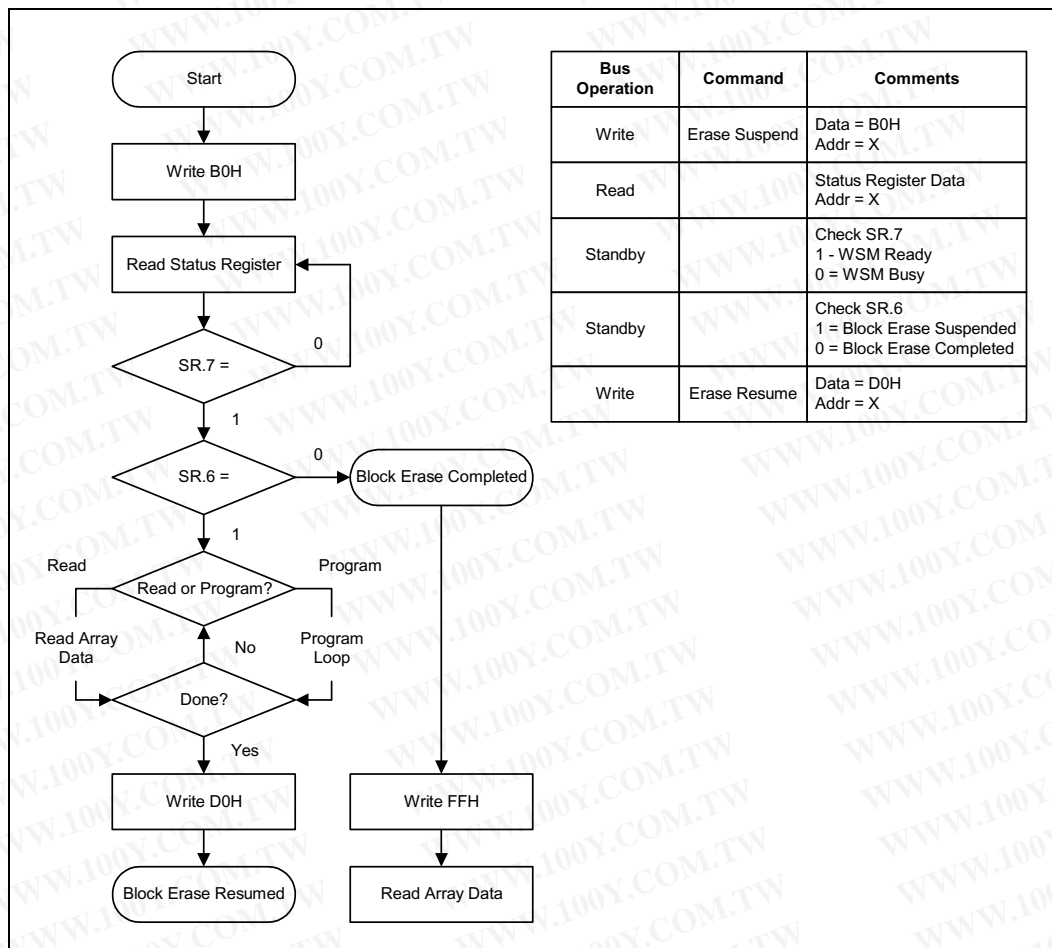 Start
Write B0H
Read Status Register
0
SR.7 =
1
0
SR.6 =
Block Erase Completed
1
Read
Program
Read or Program?
Read Array
Data
No
Program
Loop
Done?
Yes
Write D0H
Write FFH
Block Erase Resumed
Read Array Data
Bus
Operation
Command
Comments
Write
Erase Suspend
Data = B0H
Addr = X
Read
Status Register Data
Addr = X
Standby
Check SR.7
1 - WSM Ready
0 = WSM Busy
Standby
Check SR.6
1 = Block Erase Suspended
0 = Block Erase Completed
Write
Erase Resume
Data = D0H
Addr = X
WWW.100Y.COM.TW